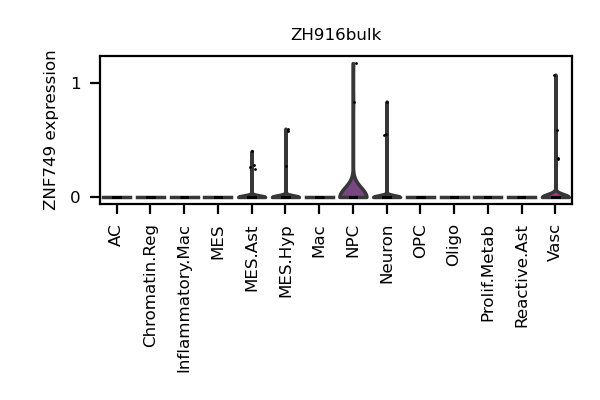 ZH916bulk
ZNF749 expression
1
0
AC
Chromatin.Reg
Inflammatory.Mac
MES
MES.Ast
MES.Hyp
Mac
NPC
Neuron
OPC
Oligo
Prolif.Metab
Reactive.Ast
Vasc